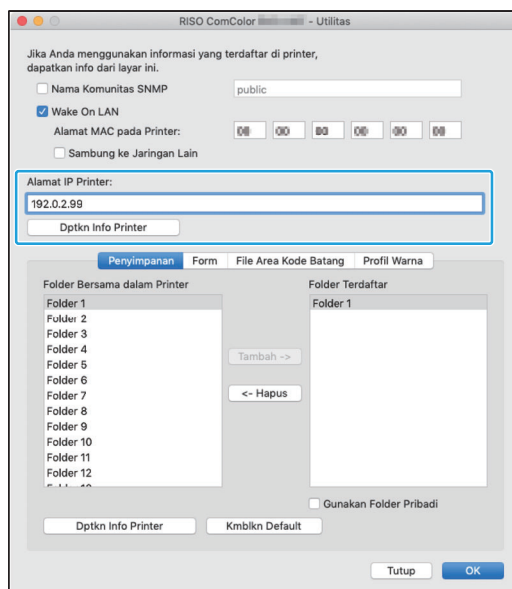 RISO ComColor - Utilitas
Jika Anda menggunakan informasi yang terdaftar di printer,
dapatkan info dari layar ini.
Nama Komunitas SNMP public
Wake On LAN
Alamat MAC pada Printer:
Sambung ke Jaringan Lain
Alamat IP Printer:
192.0.2.99
Dptkn Info Printer
Penyimpanan Form File Area Kode Batang Profil Warna
Folder Bersama dalam Printer Folder Terdaftar
Folder 1 Folder 1
Folder 2
Folder 3
Folder 4
Tambah ->
Folder 5
Folder 6
Folder 7 <- Hapus
Folder 8
Folder 9
Folder 10
Folder 11
Folder 12
Gunakan Folder Pribadi
Dptkn Info Printer Kmblkn Default
Tutup OK